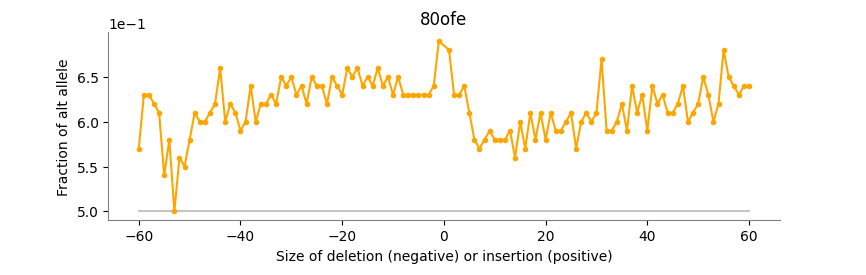 80ofe
1e−1
Fraction of alt allele
6.5
6.0
5.5
5.0
−60 −40 −20 0 20 40 60
Size of deletion (negative) or insertion (positive)